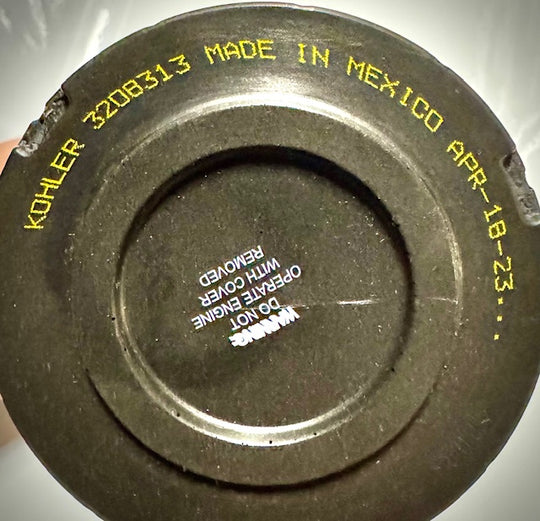 KOHLER 3208313 MADE IN MEXICO APR-18-23...
WARNING:
DO NOT
OPERATE ENGINE
WITH COVER
REMOVED